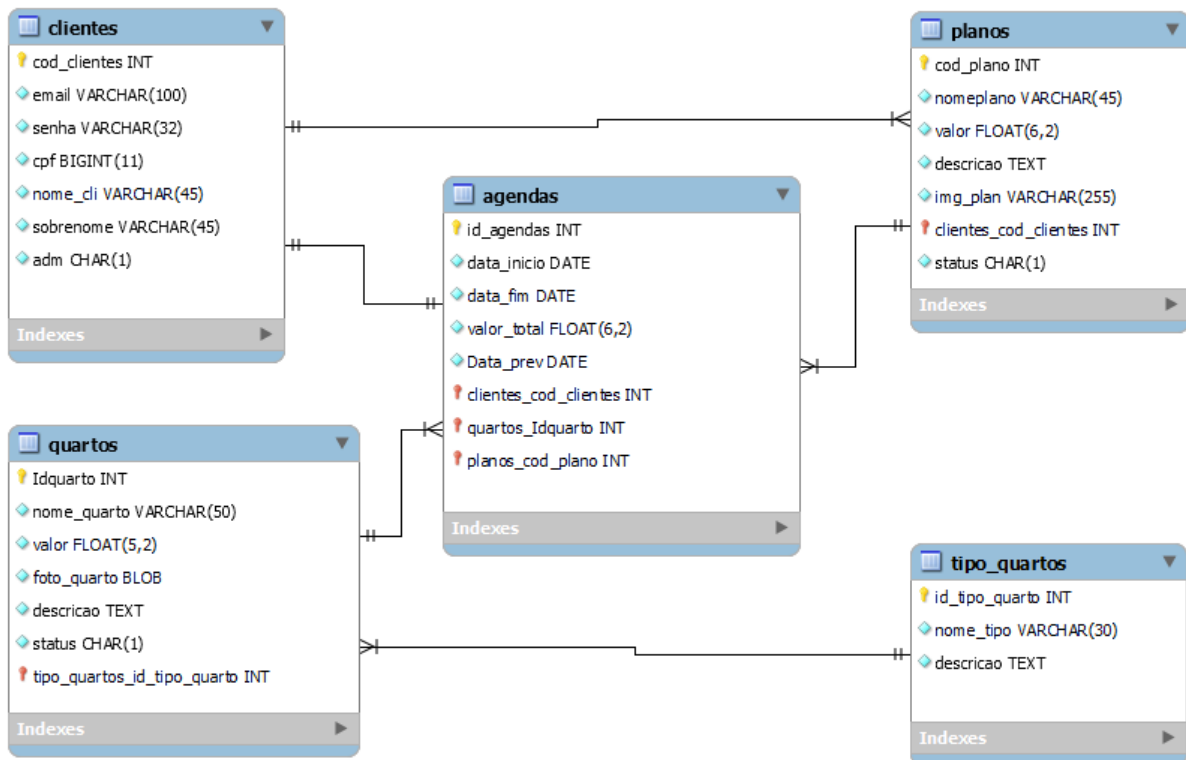 clientes
cod_clientes INT
email VARCHAR(100)
senha VARCHAR(32)
cpf BIGINT(11)
nome_cli VARCHAR(45)
sobrenome VARCHAR(45)
adm CHAR(1)
Indexes
planos
cod_plano INT
nomeplano VARCHAR(45)
valor FLOAT(6,2)
descricao TEXT
img_plan VARCHAR(255)
clientes_cod_clientes INT
status CHAR(1)
Indexes
agendas
id_agendas INT
data_inicio DATE
data_fim DATE
valor_total FLOAT(6,2)
Data_prev DATE
clientes_cod_clientes INT
quartos_Idquarto INT
planos_cod_plano INT
Indexes
quartos
Idquarto INT
nome_quarto VARCHAR(50)
valor FLOAT(5,2)
foto_quarto BLOB
descricao TEXT
status CHAR(1)
tipo_quartos_id_tipo_quarto INT
Indexes
tipo_quartos
id_tipo_quarto INT
nome_tipo VARCHAR(30)
descricao TEXT
Indexes